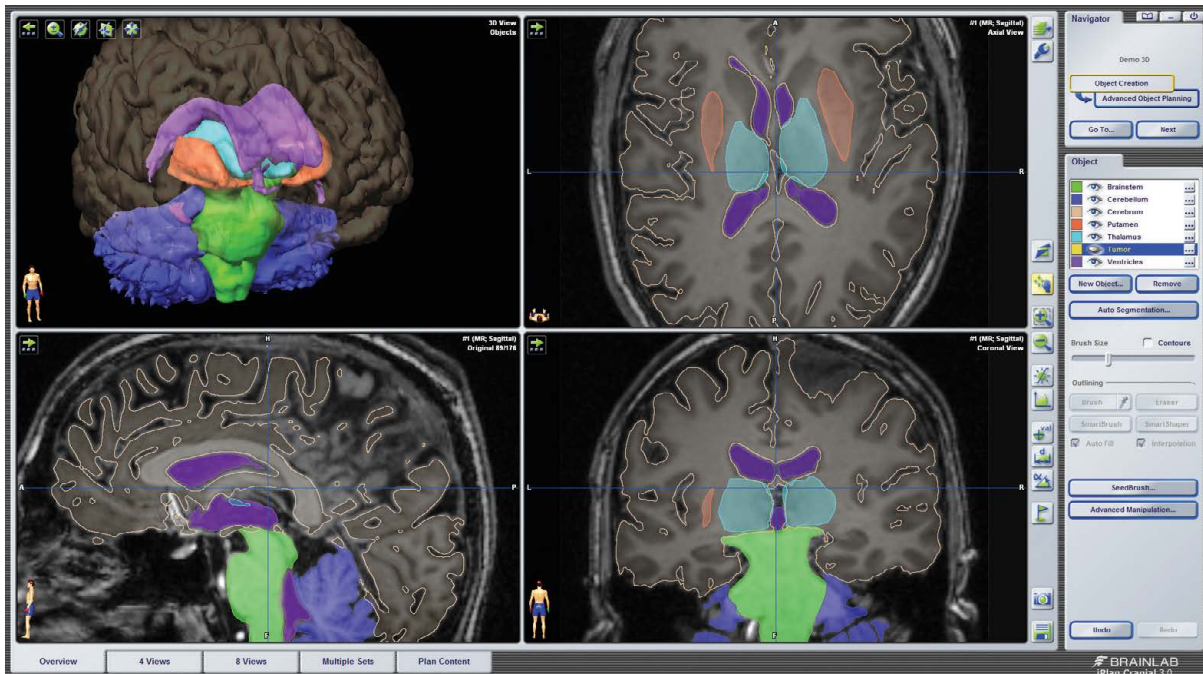 3D View
Objects
#1 (MR; Sagittal)
Axial View
A
L
R
P
#1 (MR; Sagittal)
Original 89/176
H
A
P
F
#1 (MR; Sagittal)
Coronal View
H
L
R
F
val
d
α
Overview
4 Views
8 Views
Multiple Sets
Plan Content
Navigator
Demo 3D
Object Creation
Advanced Object Planning
Go To...
Next
Object
Brainstem ...
Cerebellum ...
Cerebrum ...
Putamen ...
Thalamus ...
Tumor ...
Ventricles ...
New Object...
Remove
Auto Segmentation...
Brush Size
Contours
Outlining
Brush
Eraser
SmartBrush
SmartShaper
Auto Fill
Interpolation
SeedBrush...
Advanced Manipulation...
Undo
Redo
BRAINLAB
iPlan Cranial 3.0